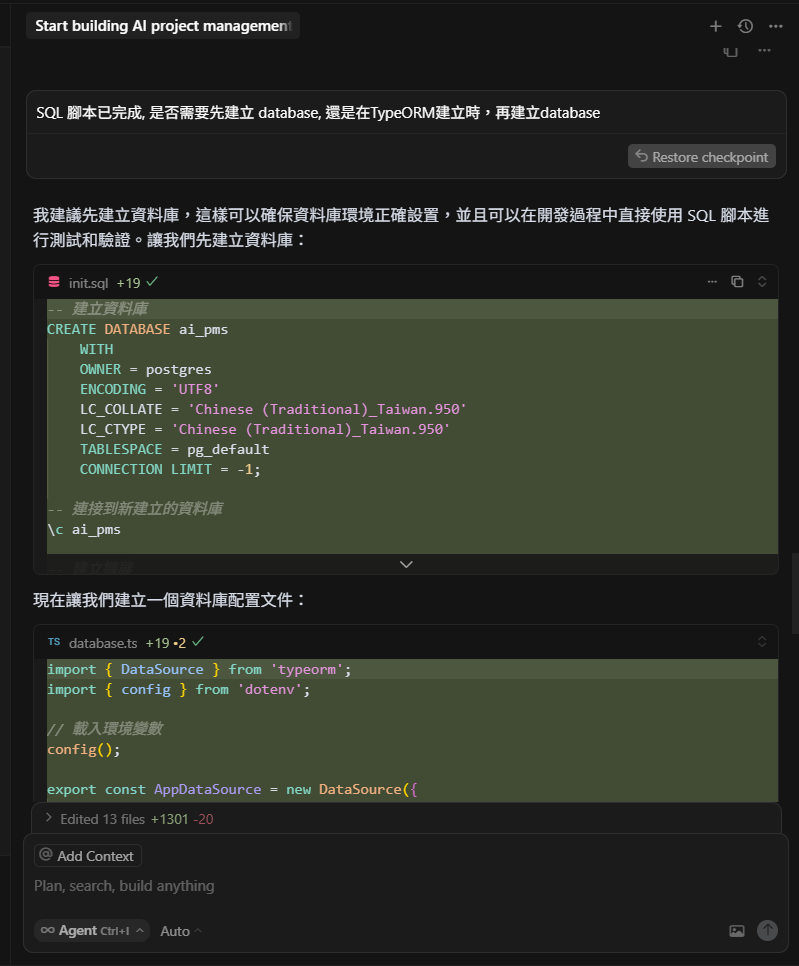 Start building AI project management
SQL 腳本已完成, 是否需要先建立 database, 還是在TypeORM建立時，再建立database
Restore checkpoint
我建議先建立資料庫，這樣可以確保資料庫環境正確設置，並且可以在開發過程中直接使用 SQL 腳本進
行測試和驗證。讓我們先建立資料庫：
init.sql +19
-- 建立資料庫
CREATE DATABASE ai_pms
WITH
OWNER = postgres
ENCODING = 'UTF8'
LC_COLLATE = 'Chinese (Traditional)_Taiwan.950'
LC_CTYPE = 'Chinese (Traditional)_Taiwan.950'
TABLESPACE = pg_default
CONNECTION LIMIT = -1;
-- 連接到新建立的資料庫
\c ai_pms
-- 建立擴展
現在讓我們建立一個資料庫配置文件：
TS database.ts +19 •2
import { DataSource } from 'typeorm';
import { config } from 'dotenv';
// 載入環境變數
config();
export const AppDataSource = new DataSource({
Edited 13 files +1301 -20
@ Add Context
Plan, search, build anything
∞ Agent Ctrl+I Auto